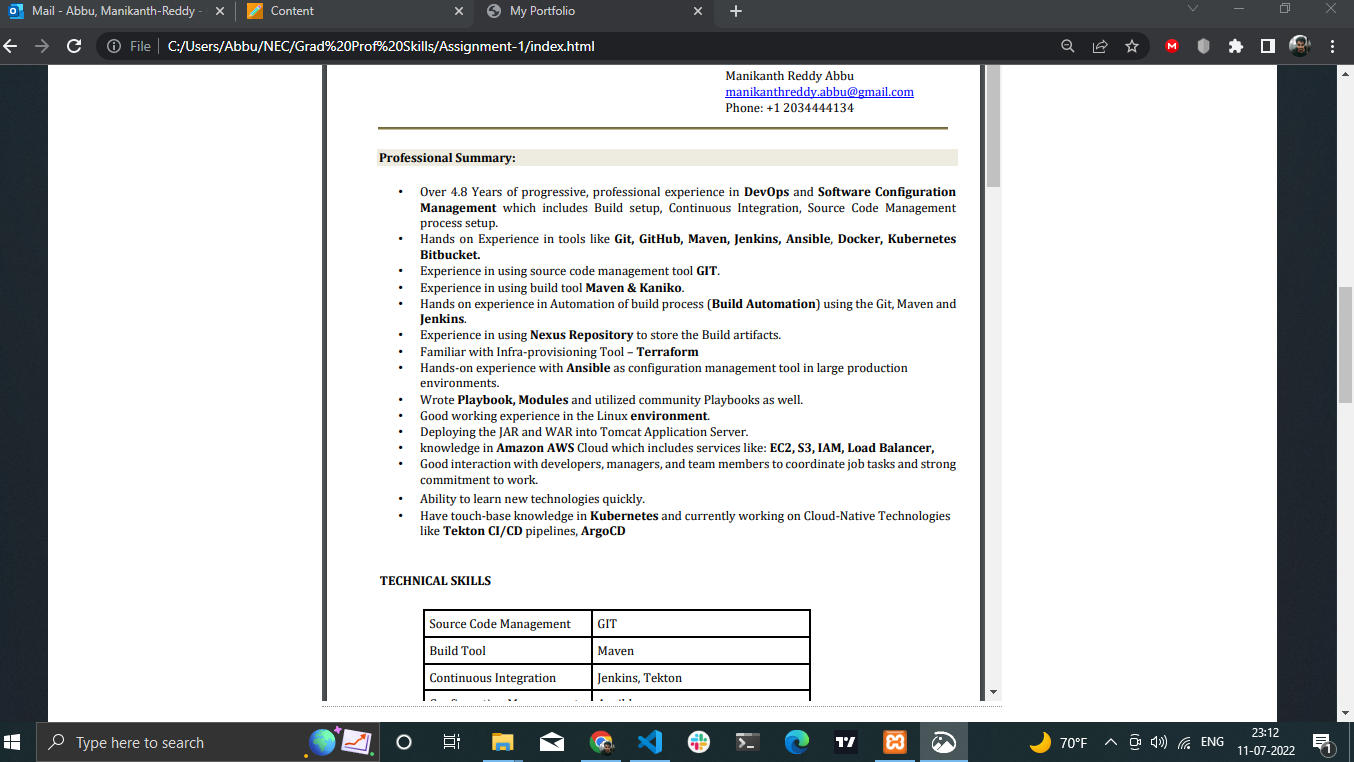 Mail - Abbu, Manikanth-Reddy -
Content
My Portfolio
File
C:/Users/Abbu/NEC/Grad%20Prof%20Skills/Assignment-1/index.html
Manikanth Reddy Abbu
manikanthreddy.abbu@gmail.com
Phone: +1 2034444134
Professional Summary:
• Over 4.8 Years of progressive, professional experience in DevOps and Software Configuration
Management which includes Build setup, Continuous Integration, Source Code Management
process setup.
• Hands on Experience in tools like Git, GitHub, Maven, Jenkins, Ansible, Docker, Kubernetes
Bitbucket.
• Experience in using source code management tool GIT.
• Experience in using build tool Maven & Kaniko.
• Hands on experience in Automation of build process (Build Automation) using the Git, Maven and
Jenkins.
• Experience in using Nexus Repository to store the Build artifacts.
• Familiar with Infra-provisioning Tool – Terraform
• Hands-on experience with Ansible as configuration management tool in large production
environments.
• Wrote Playbook, Modules and utilized community Playbooks as well.
• Good working experience in the Linux environment.
• Deploying the JAR and WAR into Tomcat Application Server.
• knowledge in Amazon AWS Cloud which includes services like: EC2, S3, IAM, Load Balancer,
• Good interaction with developers, managers, and team members to coordinate job tasks and strong
commitment to work.
• Ability to learn new technologies quickly.
• Have touch-base knowledge in Kubernetes and currently working on Cloud-Native Technologies
like Tekton CI/CD pipelines, ArgoCD
TECHNICAL SKILLS
Source Code Management GIT
Build Tool Maven
Continuous Integration Jenkins, Tekton
Type here to search
70°F
ENG
23:12
11-07-2022
1